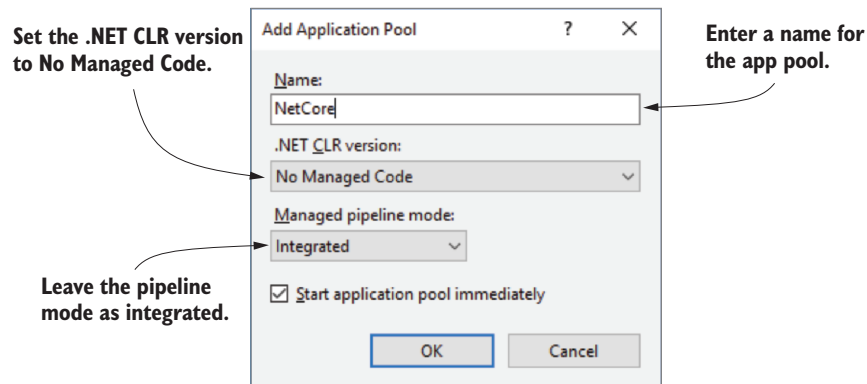 Set the .NET CLR version
to No Managed Code.
Add Application Pool
?
Enter a name for
the app pool.
Name:
NetCore
.NET CLR version:
No Managed Code
Managed pipeline mode:
Integrated
Leave the pipeline
mode as integrated.
Start application pool immediately
OK
Cancel